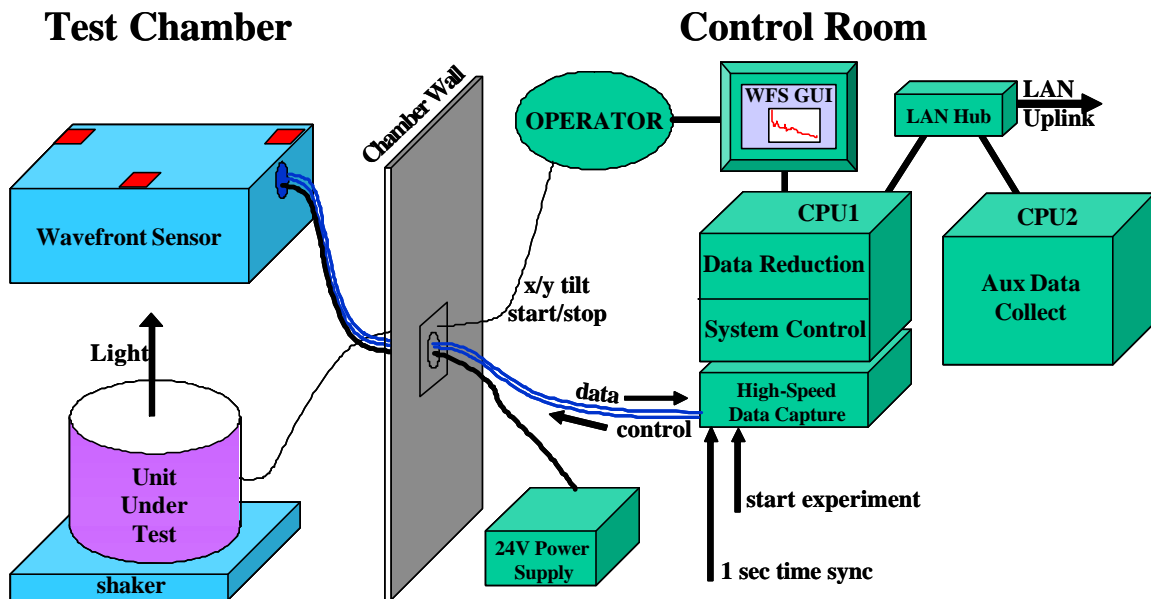 Test Chamber
Control Room
Chamber Wall
OPERATOR
WFS GUI
LAN Hub
LAN
Uplink
Wavefront Sensor
CPU1
CPU2
Data Reduction
System Control
Aux Data
Collect
x/y tilt
start/stop
Light
High-Speed
Data Capture
data
control
Unit
Under
Test
shaker
24V Power
Supply
start experiment
1 sec time sync